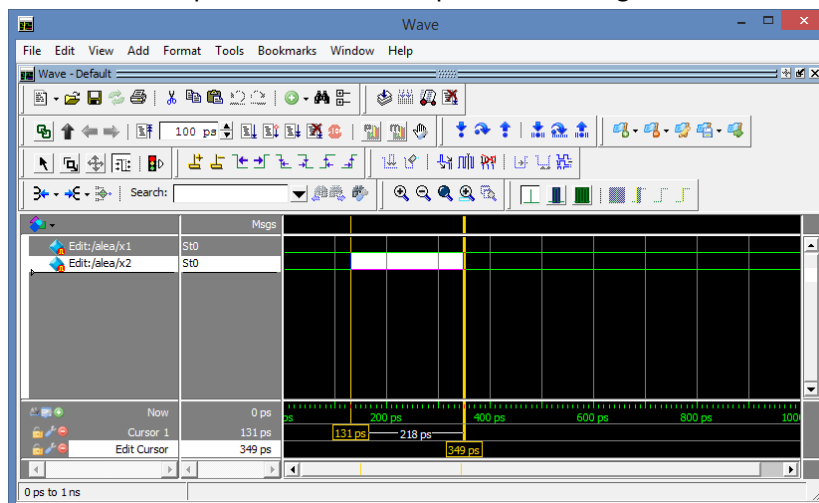 Wave
File Edit View Add Format Tools Bookmarks Window Help
Wave - Default
100 ps
Search:
Msgs
Edit:/alea/x1 St0
Edit:/alea/x2 St0
Now 0 ps
ps 200 ps 400 ps 600 ps 800 ps 100
Cursor 1 131 ps 131 ps 218 ps
Edit Cursor 349 ps 349 ps
0 ps to 1 ns